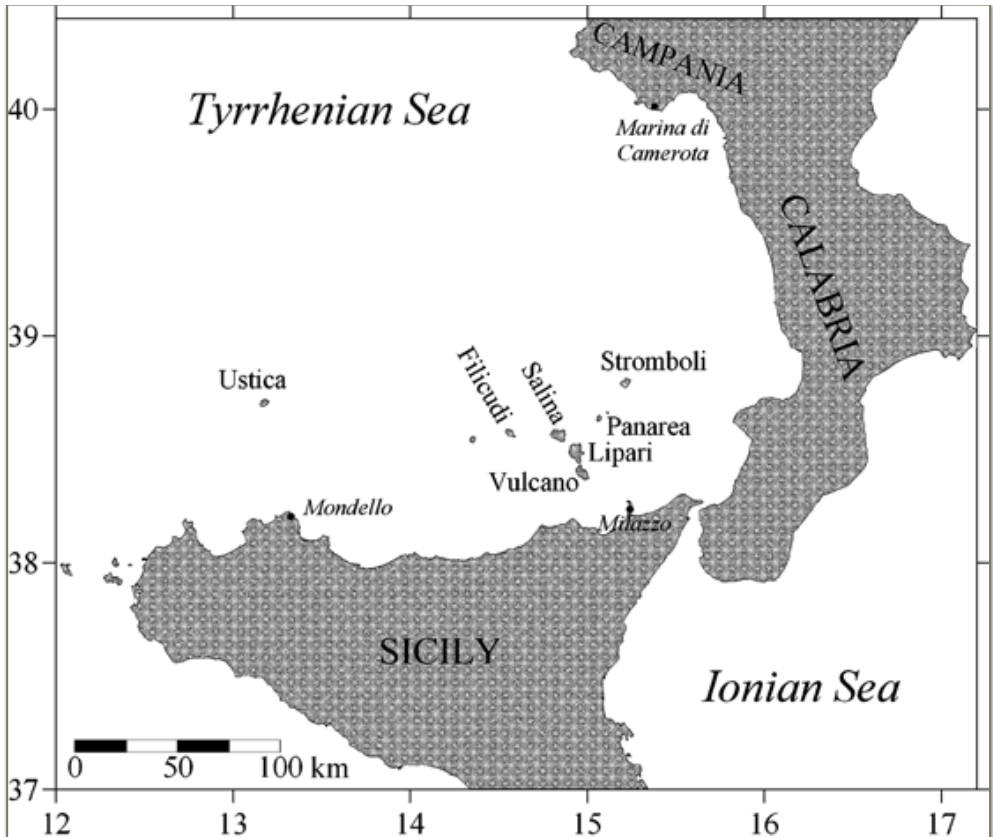 CAMPANIA
Tyrrhenian Sea
40
Marina di
Camerota
CALABRIA
39
Stromboli
Filicudi
Salina
Ustica
Panarea
Lipari
Vulcano
Mondello
Milazzo
38
SICILY
Ionian Sea
0 50 100 km
37
12 13 14 15 16 17